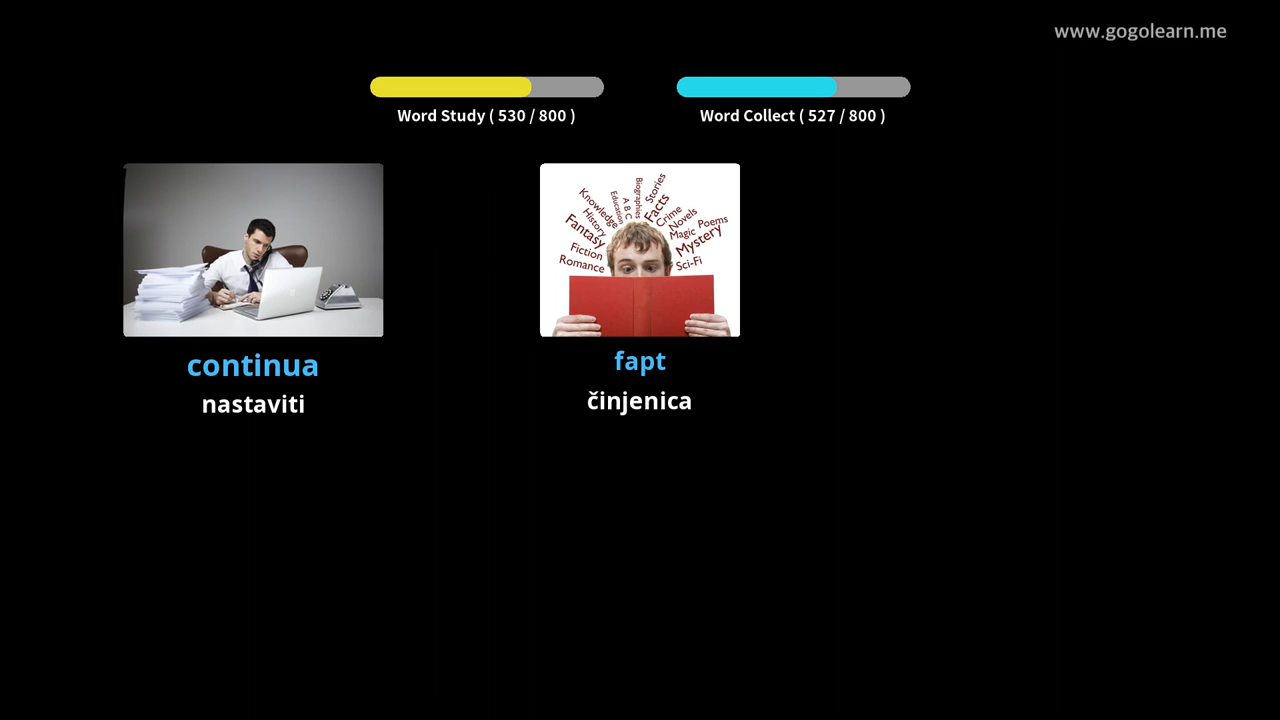 www.gogolearn.me
Word Study ( 530 / 800 )
Word Collect ( 527 / 800 )
Stories
Biographies
Facts
Knowledge
Education
A B C
Crime
Novels
History
Poems
Fantasy
Magic
Mystery
Fiction
Sci-Fi
Romance
continua
nastaviti
fapt
činjenica